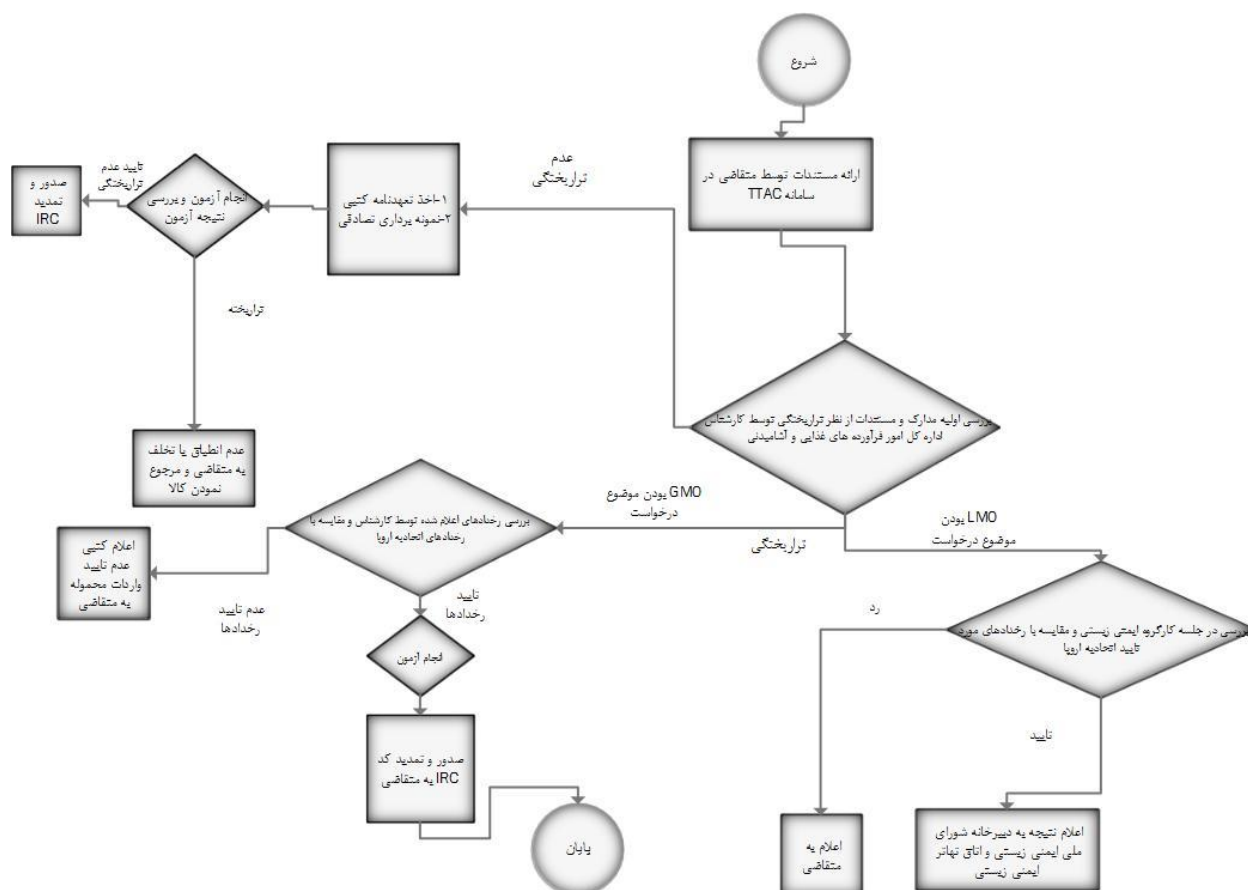 شروع
ارائه مستندات توسط متقاضی در
سامانه TTAC
عدم
تراریختگی
۱-اخذ تعهدنامه کتبی
۲-نمونه برداری تصادفی
انجام آزمون و بررسی
نتیجه آزمون
تایید عدم
تراریختگی
صدور و
تمدید
IRC
تراریخته
عدم انطباق یا تخلف
به متقاضی و مرجوع
نمودن کالا
بررسی اولیه مدارک و مستندات از نظر تراریختگی توسط کارشناس
اداره کل امور فرآورده های غذایی و آشامیدنی
GMO بودن موضوع
درخواست
تراریختگی
LMO بودن
موضوع درخواست
بررسی رخدادهای اعلام شده توسط کارشناس و مقایسه با
رخدادهای اتحادیه اروپا
اعلام کتبی
عدم تایید
واردات محموله
به متقاضی
عدم تایید
رخدادها
تایید
رخدادها
انجام آزمون
صدور و تمدید کد
IRC به متقاضی
پایان
بررسی در جلسه کارگروه ایمنی زیستی و مقایسه با رخدادهای مورد
تایید اتحادیه اروپا
رد
تایید
اعلام به
متقاضی
اعلام نتیجه به دبیرخانه شورای
ملی ایمنی زیستی و اتاق تهاتر
ایمنی زیستی